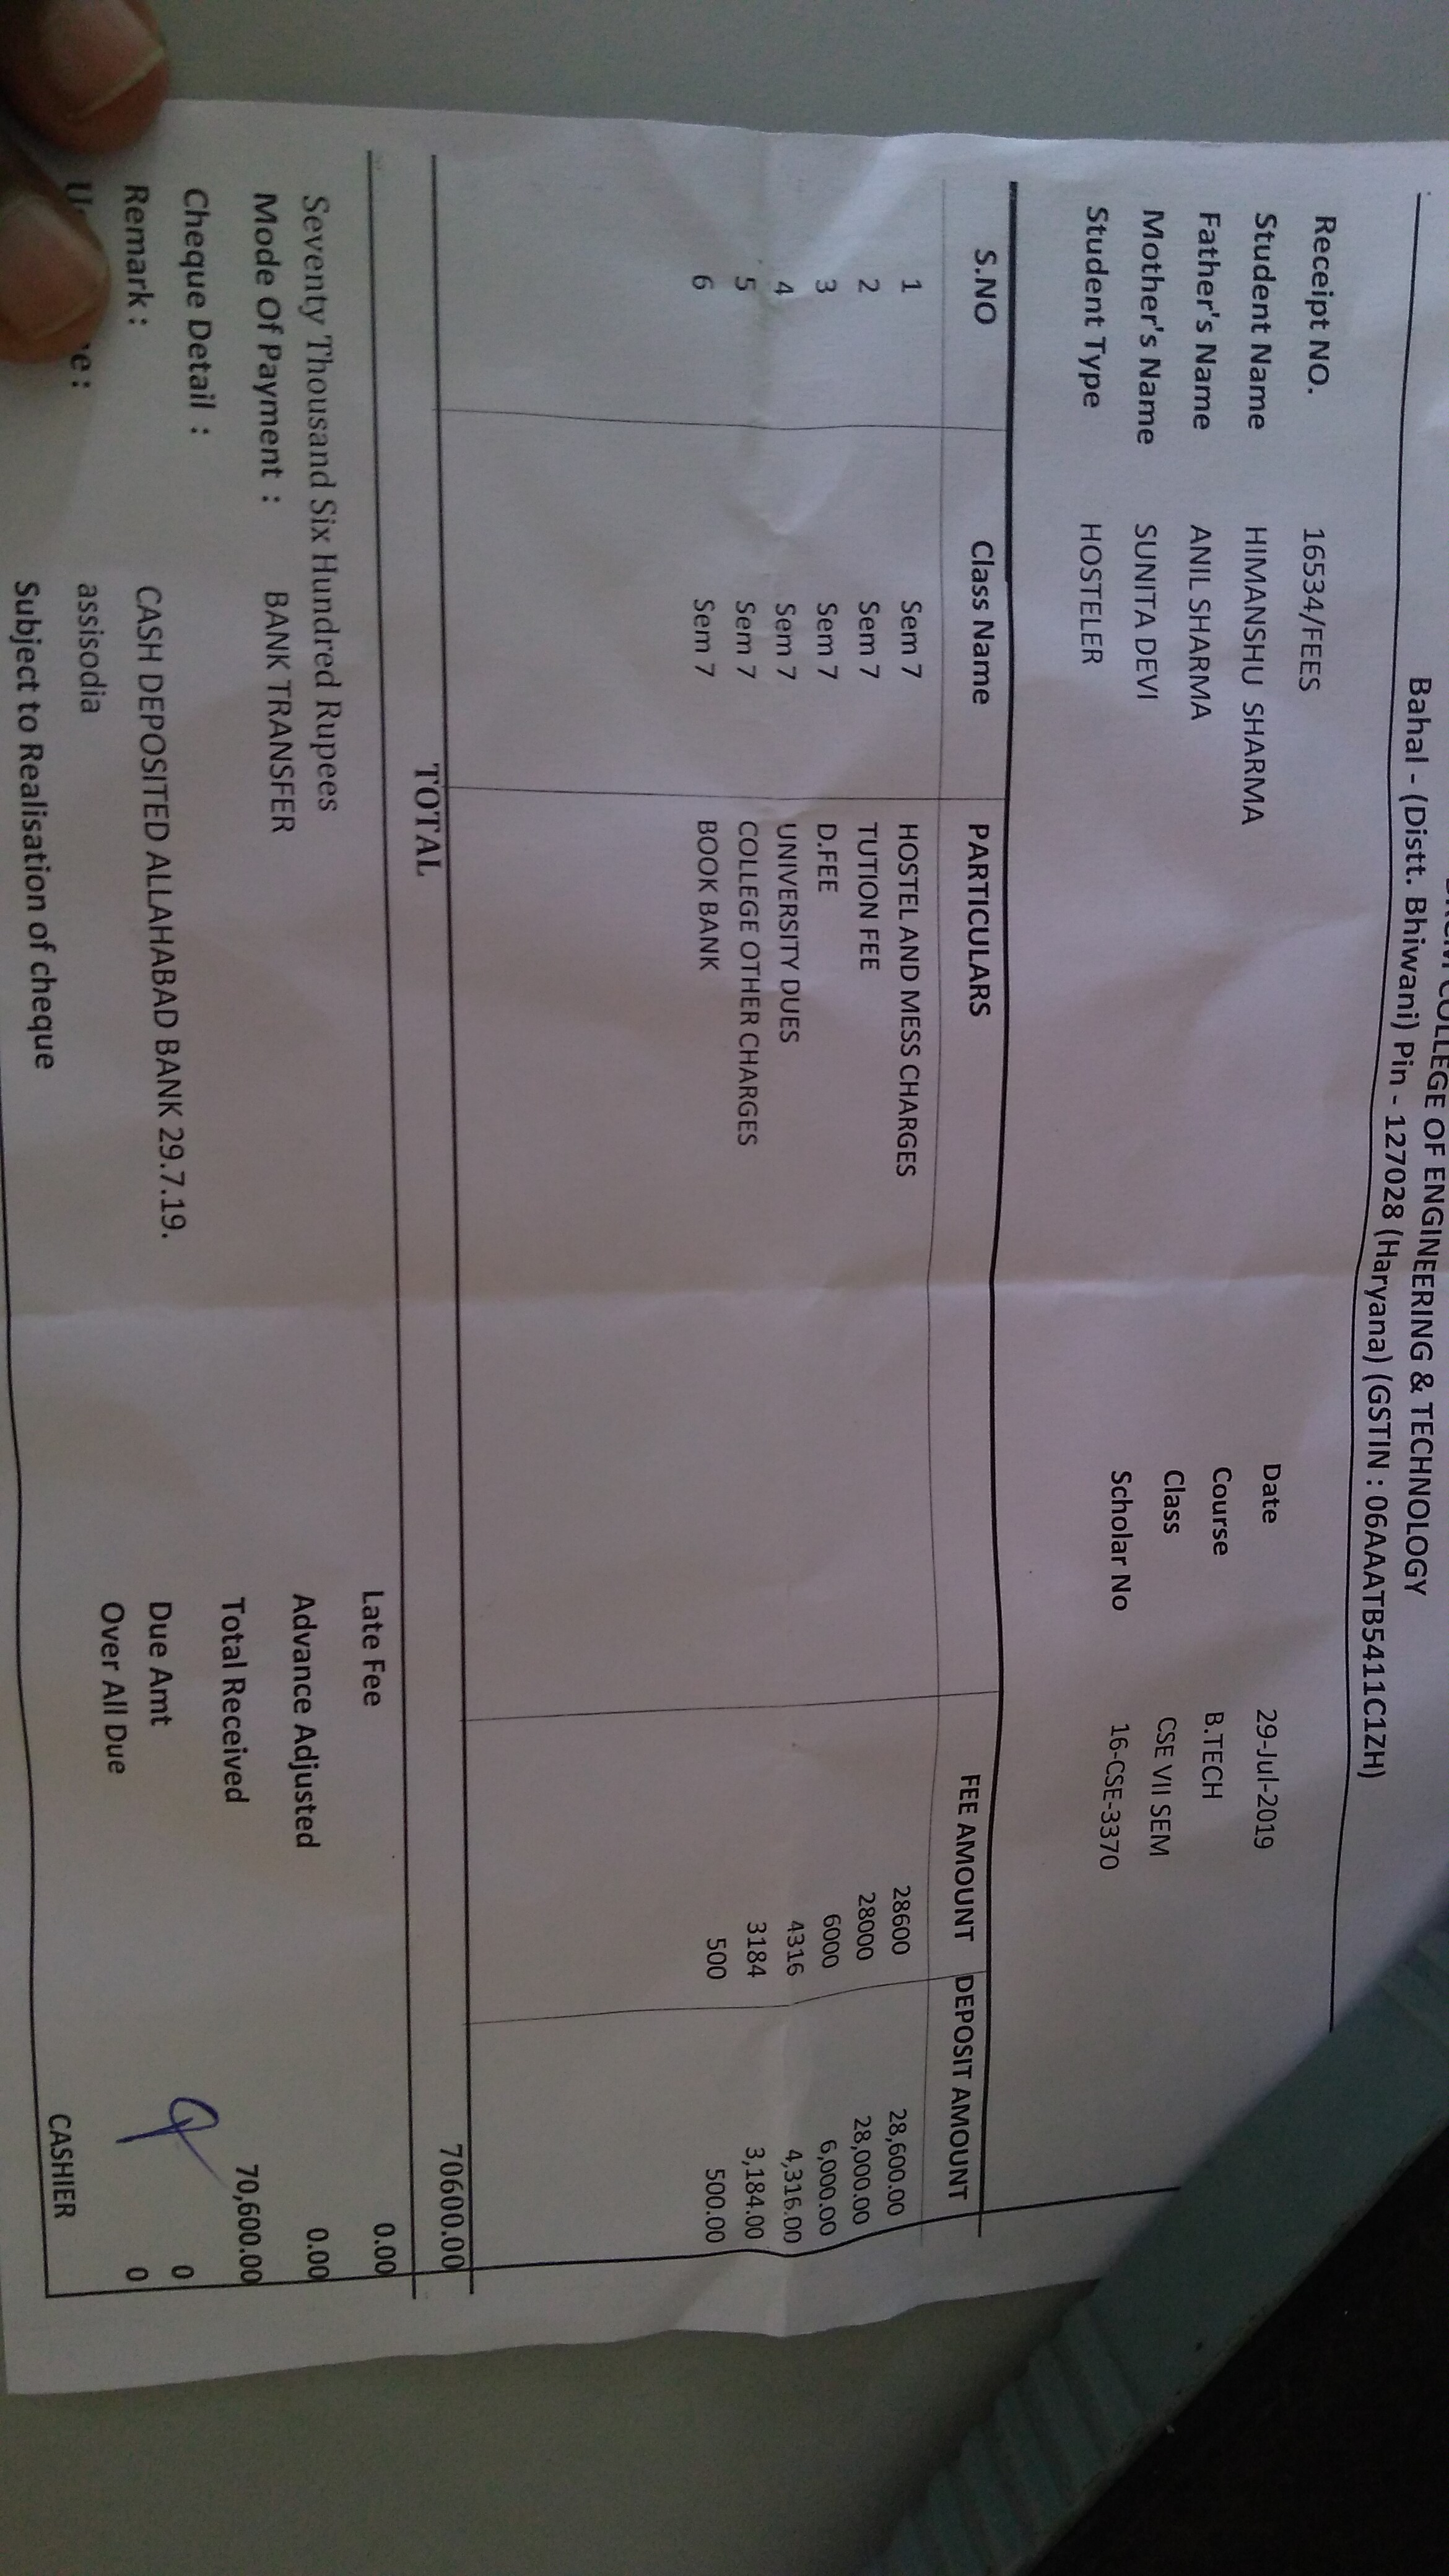 COLLEGE OF ENGINEERING & TECHNOLOGY
Bahal - (Distt. Bhiwani) Pin - 127028 (Haryana) (GSTIN : 06AAATB5411C1ZH)
Receipt NO. 16534/FEES Date 29-Jul-2019
Student Name HIMANSHU SHARMA Course B.TECH
Father's Name ANIL SHARMA Class CSE VII SEM
Mother's Name SUNITA DEVI Scholar No 16-CSE-3370
Student Type HOSTELER
S.NO Class Name PARTICULARS FEE AMOUNT DEPOSIT AMOUNT
1 Sem 7 HOSTEL AND MESS CHARGES 28600 28,600.00
2 Sem 7 TUTION FEE 28000 28,000.00
3 Sem 7 D.FEE 6000 6,000.00
4 Sem 7 UNIVERSITY DUES 4316 4,316.00
5 Sem 7 COLLEGE OTHER CHARGES 3184 3,184.00
6 Sem 7 BOOK BANK 500 500.00
TOTAL 70600.00
Late Fee 0.00
Seventy Thousand Six Hundred Rupees Advance Adjusted 0.00
Mode Of Payment : BANK TRANSFER Total Received 70,600.00
Cheque Detail : Due Amt 0
Remark : CASH DEPOSITED ALLAHABAD BANK 29.7.19. Over All Due 0
assisodia
Subject to Realisation of cheque CASHIER